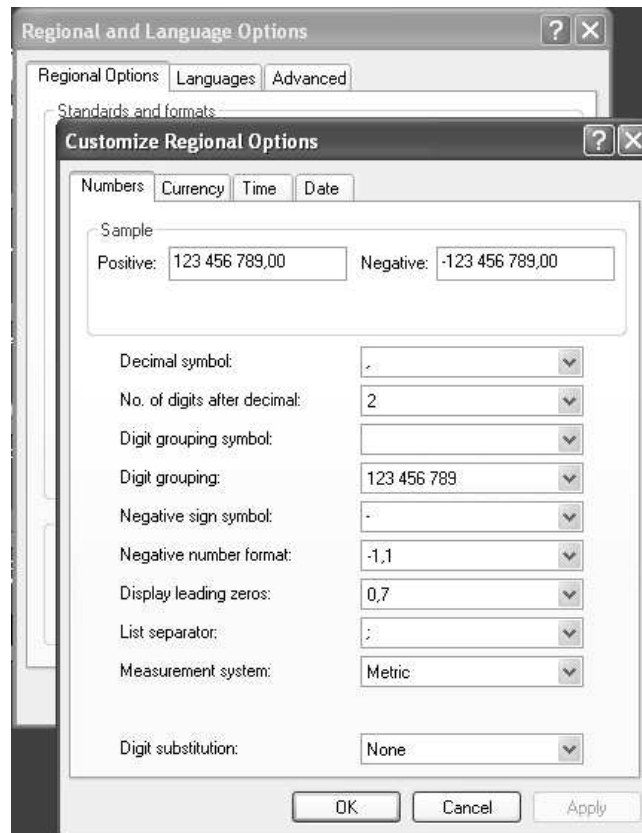 Regional and Language Options
Regional Options Languages Advanced
Standards and formats
Customize Regional Options
Numbers Currency Time Date
Sample
Positive: 123 456 789,00 Negative: -123 456 789,00
Decimal symbol: ,
No. of digits after decimal: 2
Digit grouping symbol:
Digit grouping: 123 456 789
Negative sign symbol: -
Negative number format: -1,1
Display leading zeros: 0,7
List separator: ;
Measurement system: Metric
Digit substitution: None
OK Cancel Apply